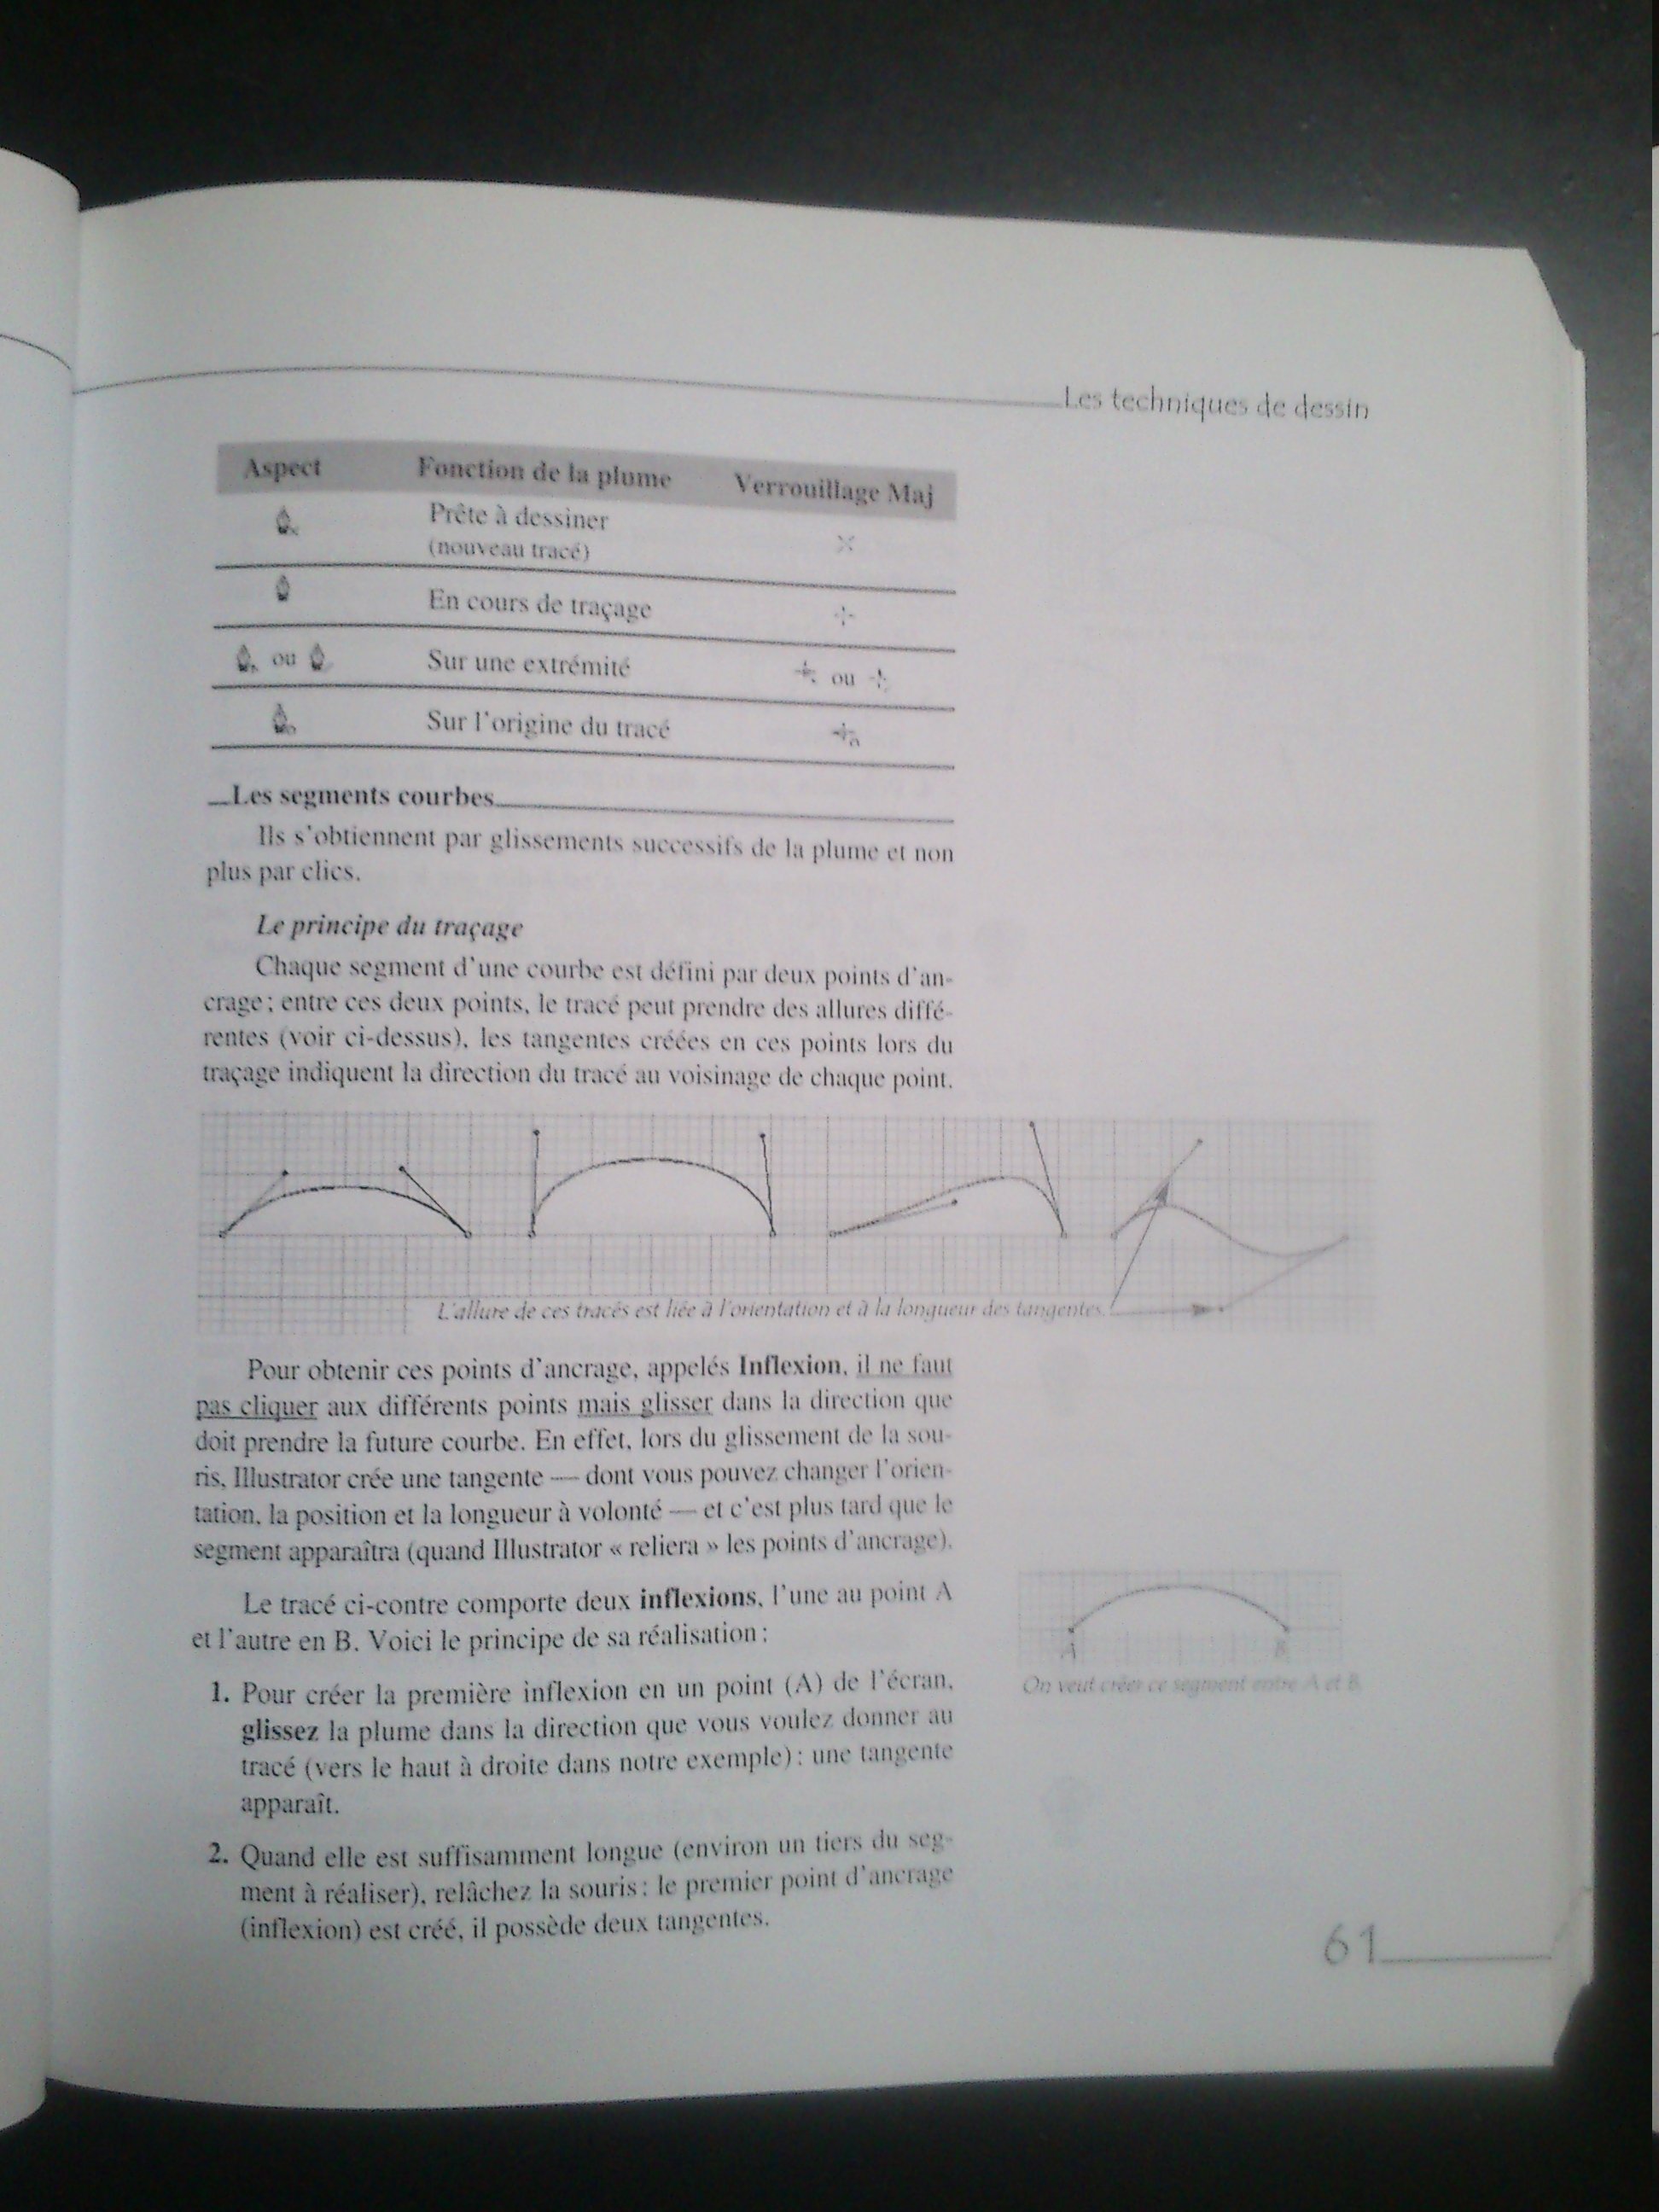 Les techniques de dessin
Aspect Fonction de la plume Verrouillage Maj
Prête à dessiner
(nouveau tracé)
En cours de traçage
ou Sur une extrémité ou
Sur l'origine du tracé
Les segments courbes
Ils s'obtiennent par glissements successifs de la plume et non
plus par clics.
Le principe du traçage
Chaque segment d'une courbe est défini par deux points d'an-
crage ; entre ces deux points, le tracé peut prendre des allures diffé-
rentes (voir ci-dessus), les tangentes créées en ces points lors du
traçage indiquent la direction du tracé au voisinage de chaque point.
L'allure de ces tracés est liée à l'orientation et à la longueur des tangentes.
Pour obtenir ces points d'ancrage, appelés Inflexion, il ne faut
pas cliquer aux différents points mais glisser dans la direction que
doit prendre la future courbe. En effet, lors du glissement de la sou-
ris, Illustrator crée une tangente — dont vous pouvez changer l'orien-
tation, la position et la longueur à volonté — et c'est plus tard que le
segment apparaîtra (quand Illustrator « reliera » les points d'ancrage).
Le tracé ci-contre comporte deux inflexions, l'une au point A
et l'autre en B. Voici le principe de sa réalisation :
A B
On veut créer ce segment entre A et B
1. Pour créer la première inflexion en un point (A) de l'écran,
glissez la plume dans la direction que vous voulez donner au
tracé (vers le haut à droite dans notre exemple) : une tangente
apparaît.
2. Quand elle est suffisamment longue (environ un tiers du seg-
ment à réaliser), relâchez la souris : le premier point d'ancrage
(inflexion) est créé, il possède deux tangentes.
61